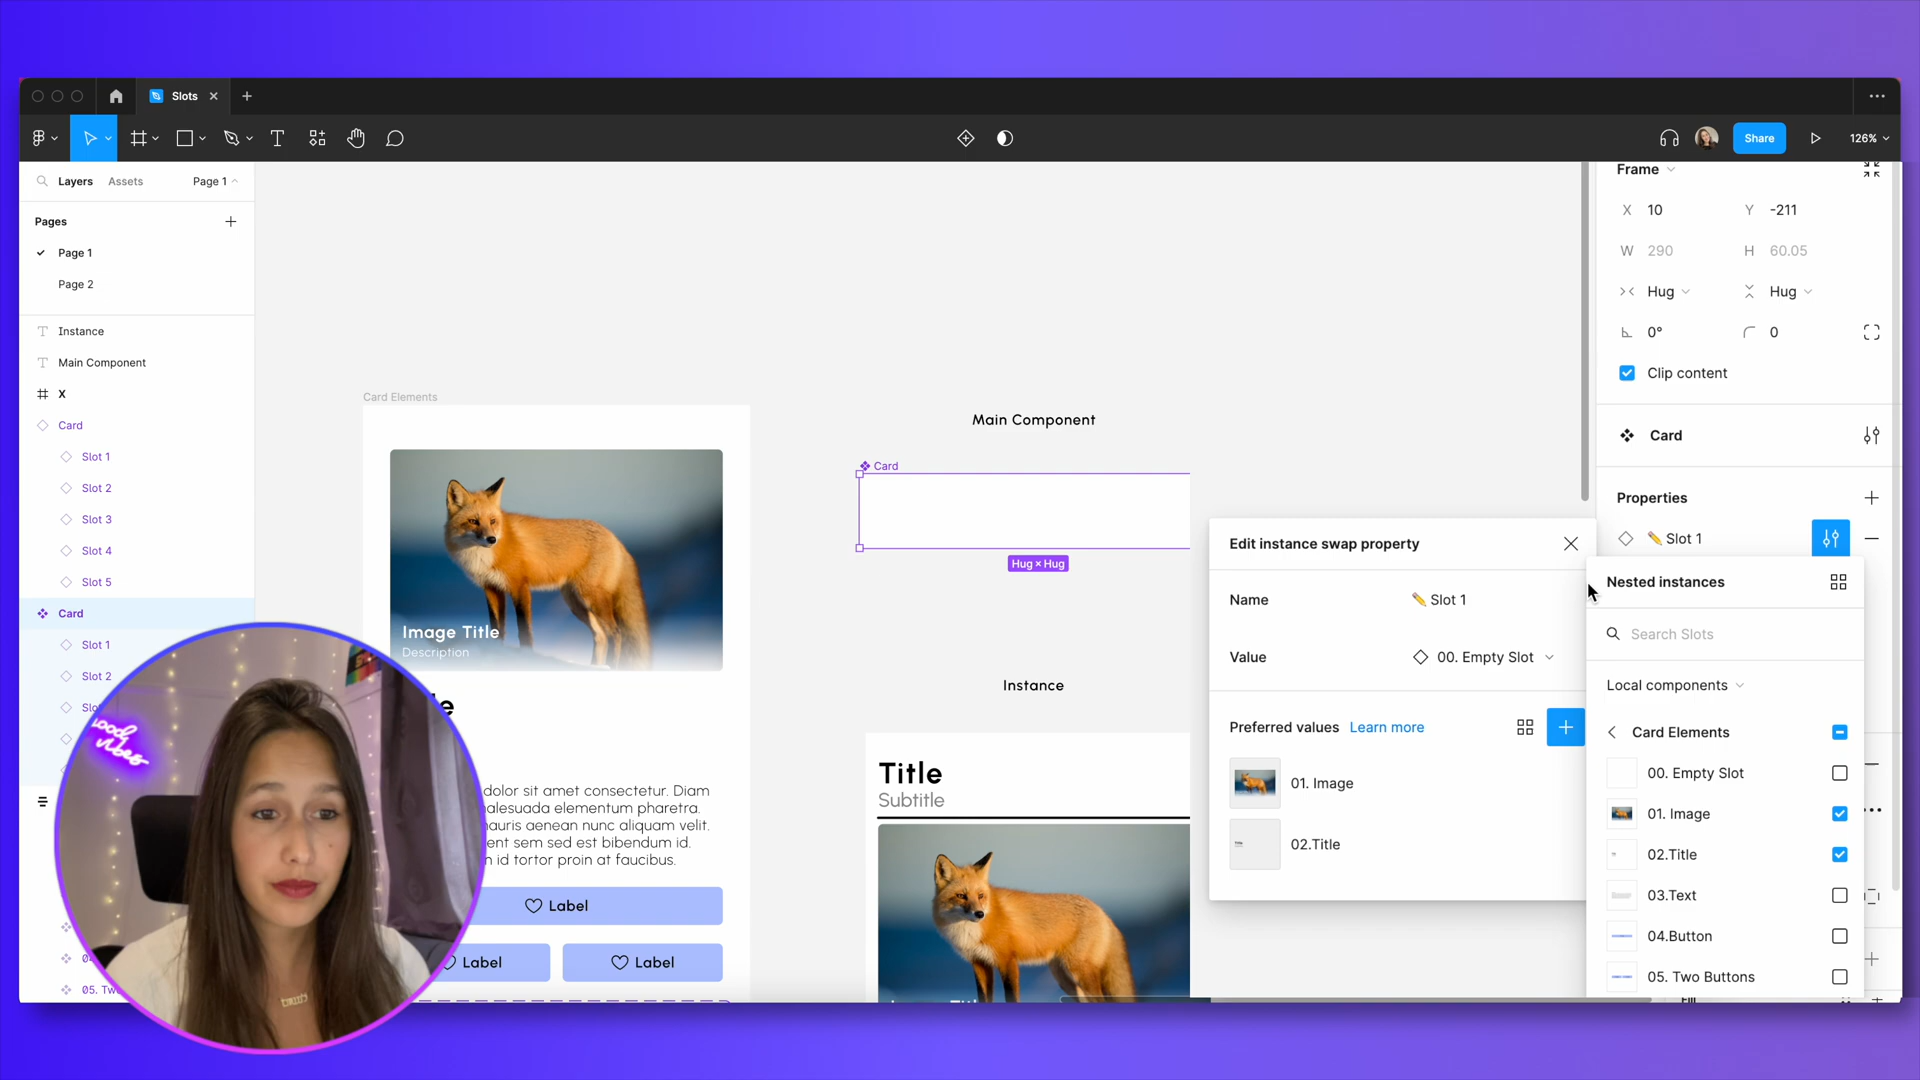 Slots
Share
126%
Layers
Assets
Page 1
Pages
Page 1
Page 2
Instance
Main Component
X
Card
Slot 1
Slot 2
Slot 3
Slot 4
Slot 5
Card
Slot 1
Slot 2
05. Tw
good
vibes
Card Elements
Image Title
Description
dolor sit amet consectetur. Diam
alesuada elementum pharetra.
auris aenean nunc aliquam velit.
ent sem sed est bibendum id.
n id tortor proin at faucibus.
Label
Label
Label
Main Component
Card
Hug × Hug
Instance
Title
Subtitle
Edit instance swap property
Name
✏️ Slot 1
Value
00. Empty Slot
Preferred values
Learn more
01. Image
02.Title
Frame
X 10
Y -211
W 290
H 60.05
Hug
Hug
0°
0
Clip content
Card
Properties
✏️ Slot 1
Nested instances
Search Slots
Local components
Card Elements
00. Empty Slot
01. Image
02.Title
03.Text
04.Button
05. Two Buttons